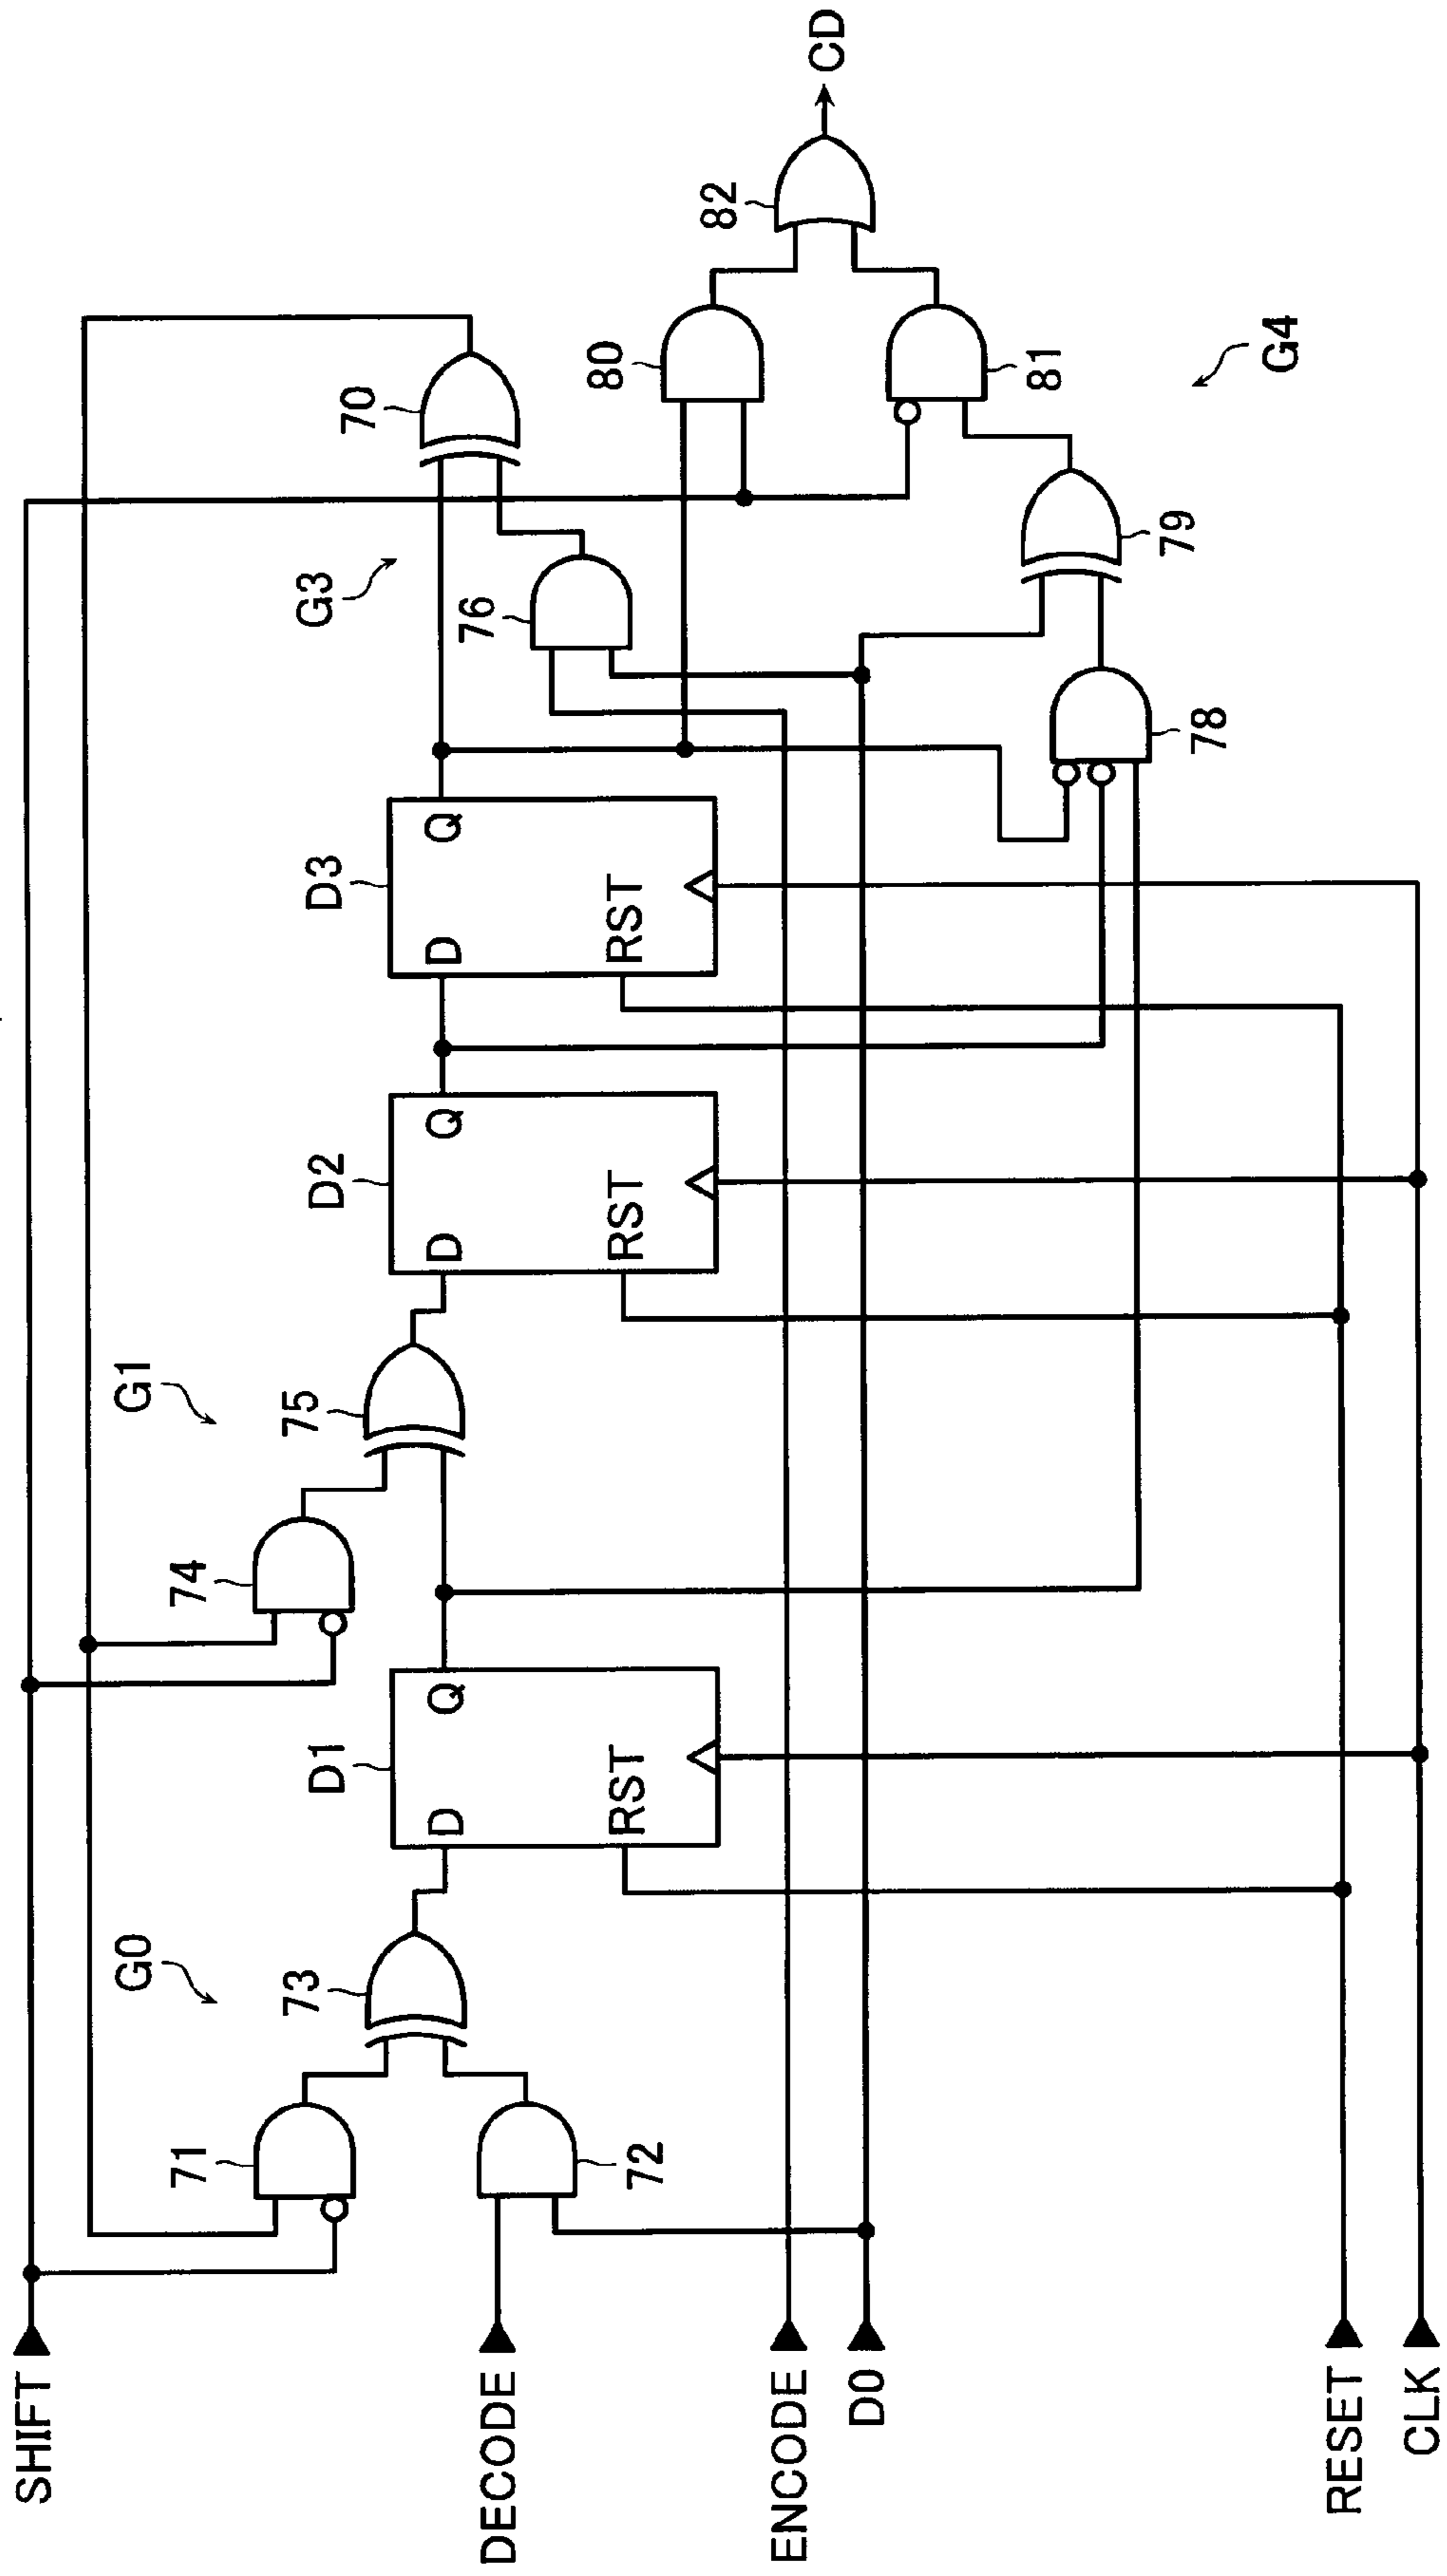 SHIFT
DECODE
ENCODE
D0
RESET
CLK
G0
71
72
73
D1
D
Q
RST
74
G1
75
D2
D
Q
RST
D3
D
Q
RST
G3
76
70
78
79
80
81
82
G4
CD